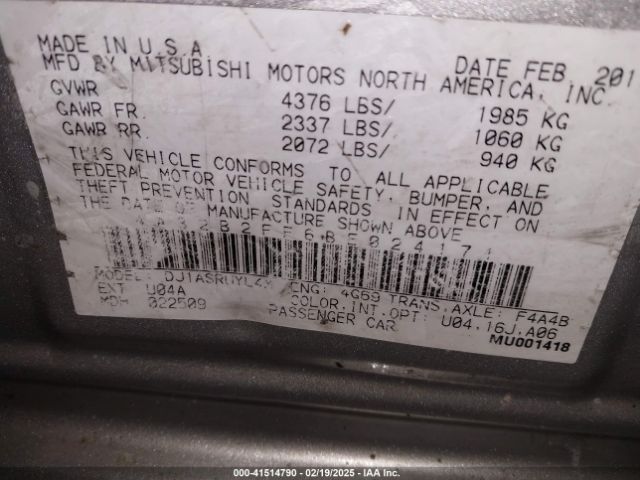 MADE IN U.S.A
DATE FEB, 201
MFD BY MITSUBISHI MOTORS NORTH AMERICA, INC.
GVWR 4376 LBS/ 1985 KG
GAWR FR. 2337 LBS/ 1060 KG
GAWR RR. 2072 LBS/ 940 KG
THIS VEHICLE CONFORMS TO ALL APPLICABLE
FEDERAL MOTOR VEHICLE SAFETY, BUMPER, AND
THEFT PREVENTION STANDARDS IN EFFECT ON
THE DATE OF MANUFACTURE SHOWN ABOVE
MODEL: ENG: 4G69 TRANS.AXLE: F4A4B
EXT U04A COLOR.INT.OPT: U04.16J.A06
MDH 022509 PASSENGER CAR
MU001418
000-41514790 — 02/19/2025 — IAAI.COM